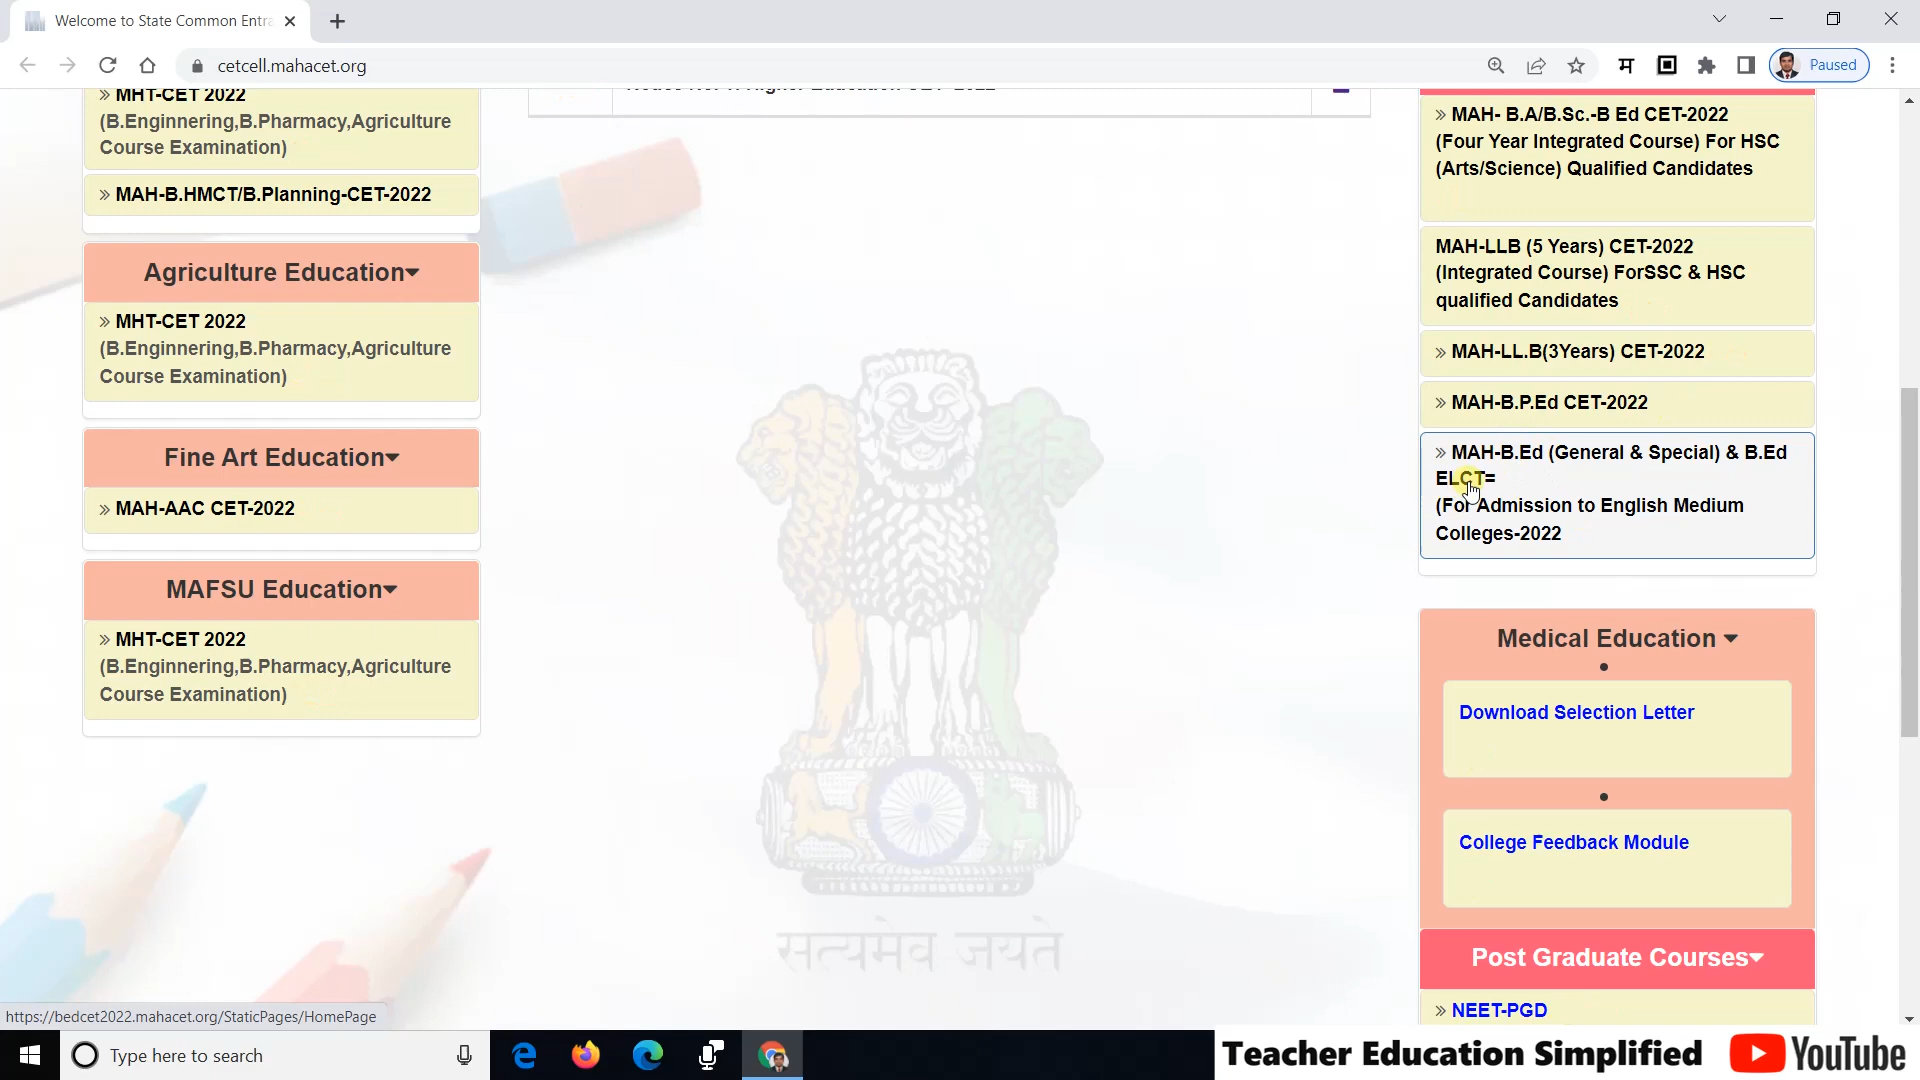 Welcome to State Common Entra
cetcell.mahacet.org
म
Paused
» MHT-CET 2022
(B.Enginnering,B.Pharmacy,Agriculture
Course Examination)
» MAH-B.HMCT/B.Planning-CET-2022
Agriculture Education
» MHT-CET 2022
(B.Enginnering,B.Pharmacy,Agriculture
Course Examination)
Fine Art Education
» MAH-AAC CET-2022
MAFSU Education
» MHT-CET 2022
(B.Enginnering,B.Pharmacy,Agriculture
Course Examination)
सत्यमेव जयते
» MAH- B.A/B.Sc.-B Ed CET-2022
(Four Year Integrated Course) For HSC
(Arts/Science) Qualified Candidates
MAH-LLB (5 Years) CET-2022
(Integrated Course) ForSSC & HSC
qualified Candidates
» MAH-LL.B(3Years) CET-2022
» MAH-B.P.Ed CET-2022
» MAH-B.Ed (General & Special) & B.Ed
ELCT=
(For Admission to English Medium
Colleges-2022
Medical Education
Download Selection Letter
College Feedback Module
Post Graduate Courses
» NEET-PGD
https://bedcet2022.mahacet.org/StaticPages/HomePage
Type here to search
Teacher Education Simplified YouTube